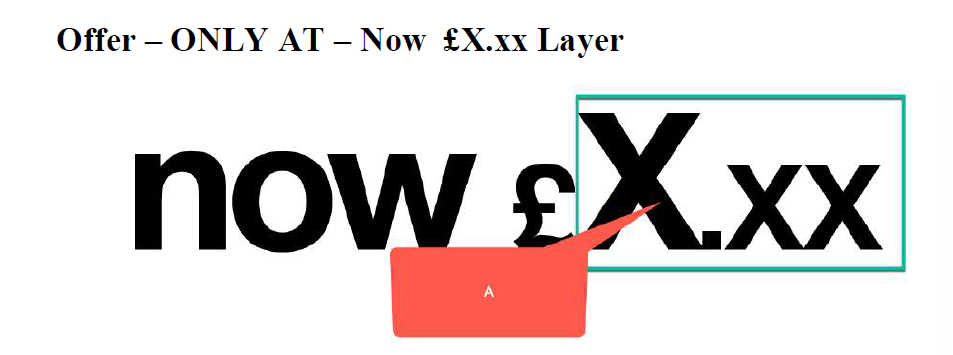 Offer – ONLY AT – Now £X.xx Layer
now £X.xx
A